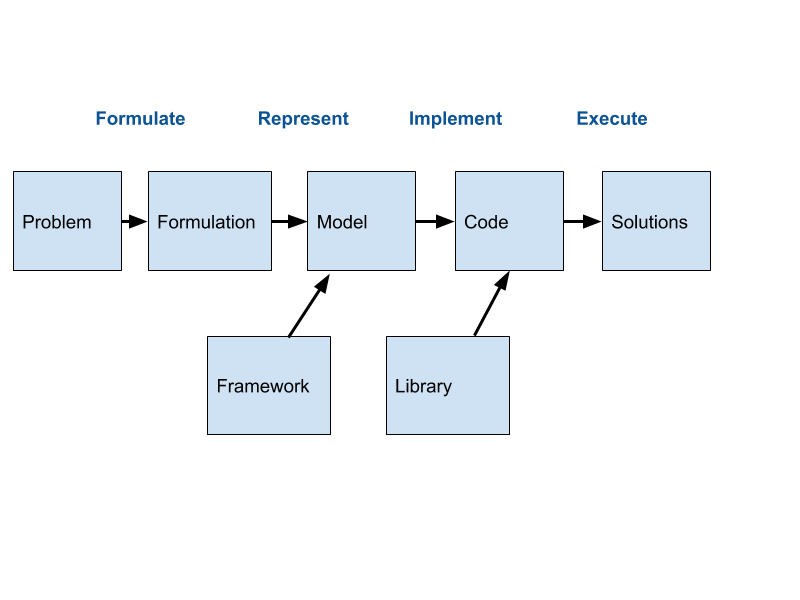 Formulate
Represent
Implement
Execute
Problem
Formulation
Model
Code
Solutions
Framework
Library